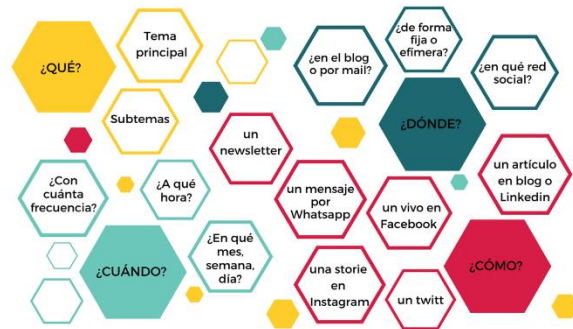 ¿QUÉ?
Tema
principal
Subtemas
¿en el blog
o por mail?
¿de forma
fija o
efímera?
¿en qué red
social?
¿DÓNDE?
¿Con
cuánta
frecuencia?
¿A qué
hora?
¿En qué
mes,
semana,
día?
¿CUÁNDO?
un
newsletter
un mensaje
por
Whatsapp
un vivo en
Facebook
un artículo
en blog o
Linkedin
una storie
en
Instagram
un twitt
¿CÓMO?